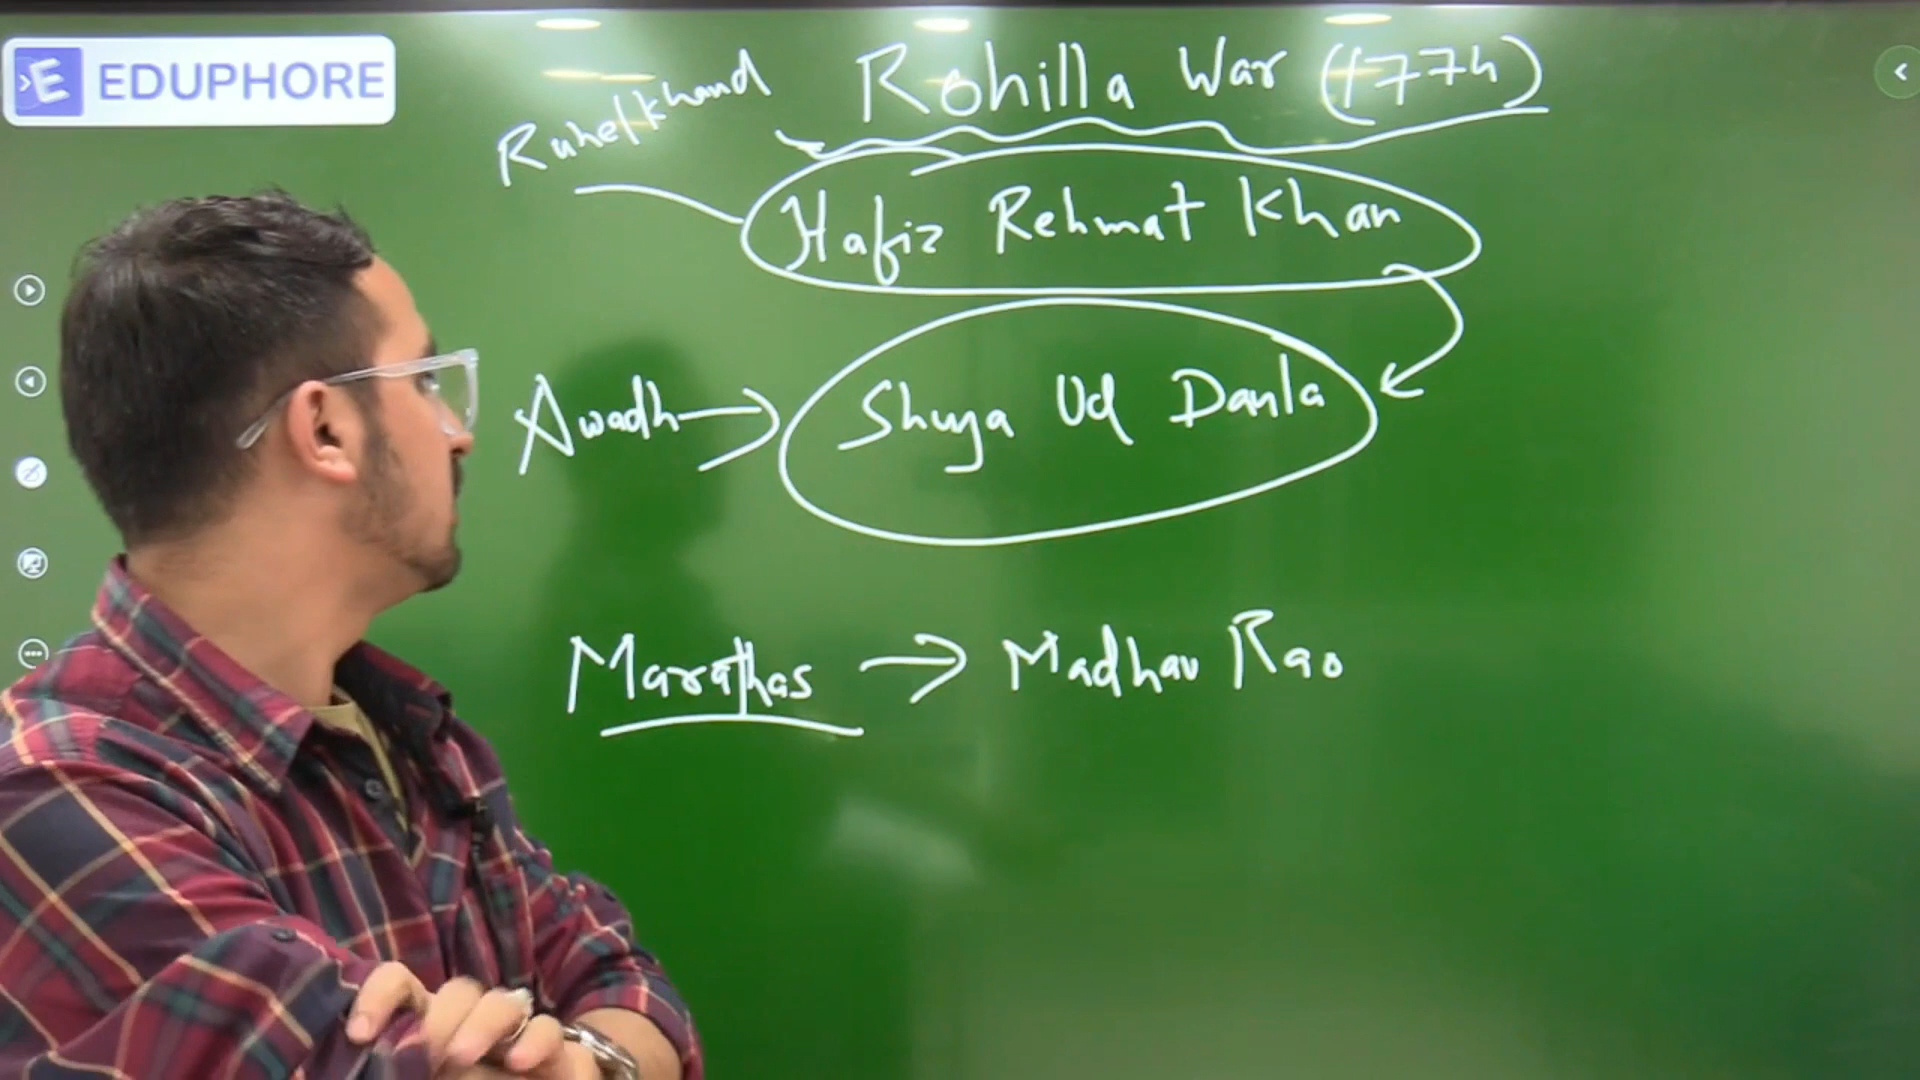 EDUPHORE
Rohilla War (1774)
Ruhelkhand
Hafiz Rehmat Khan
Awadh
Shuja Ud Daula
Marathas → Madhav Rao